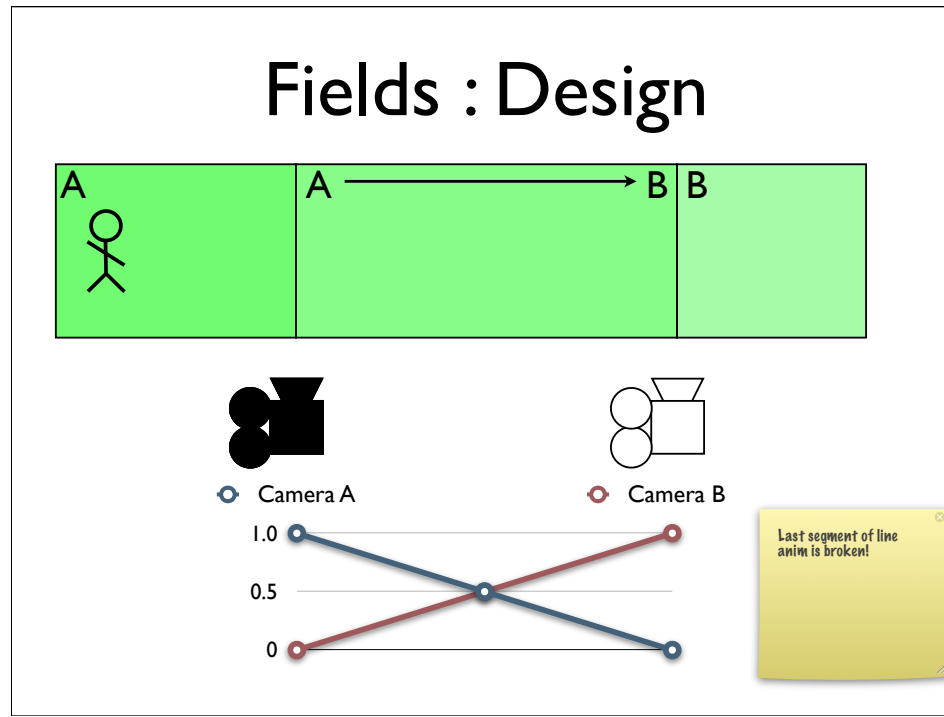 Fields : Design
A
A
B
B
Camera A
Camera B
1.0
0.5
0
Last segment of line
anim is broken!